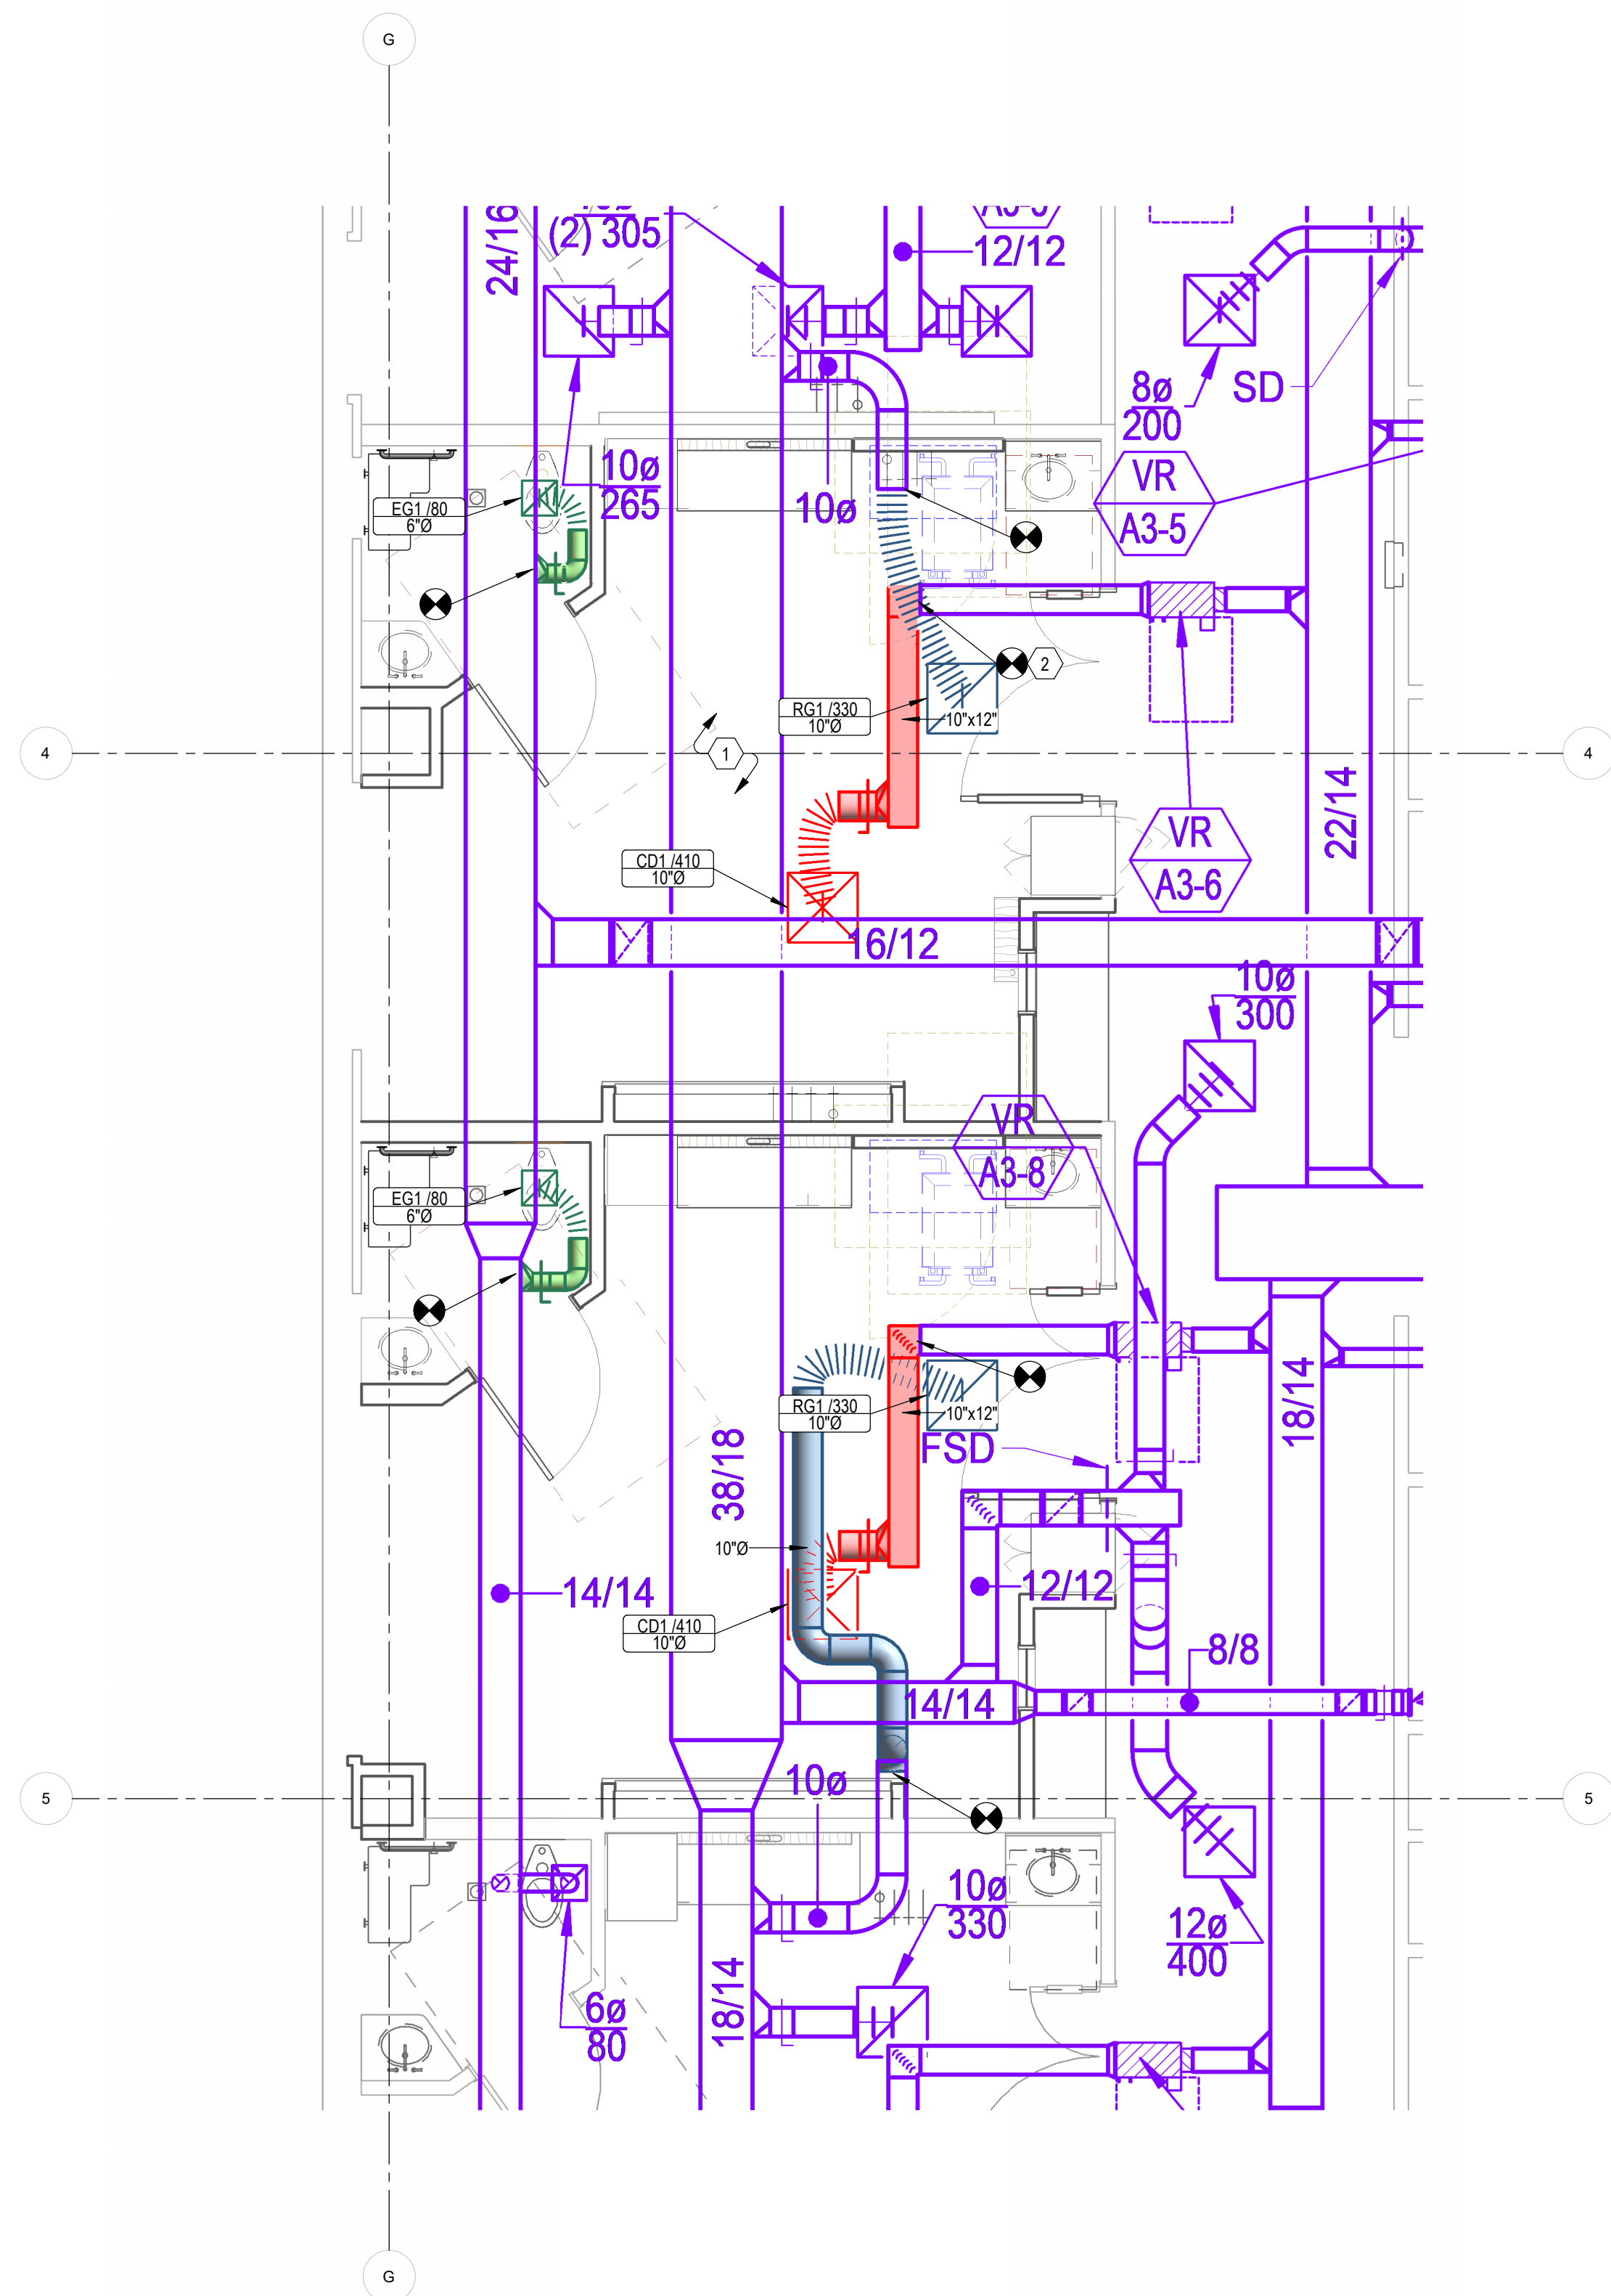 G
24/16
(2) 305
12/12
8ø
200
SD
10ø
265
10ø
VR
A3-5
EG1 /80
6"Ø
2
RG1 /330
10"Ø
10"x12"
4
1
4
22/14
VR
A3-6
CD1 /410
10"Ø
16/12
10ø
300
VR
A3-8
EG1 /80
6"Ø
RG1 /330
10"Ø
10"x12"
18/14
FSD
38/18
10"Ø
14/14
12/12
CD1 /410
10"Ø
8/8
14/14
10ø
5
5
10ø
330
12ø
400
18/14
6ø
80
G